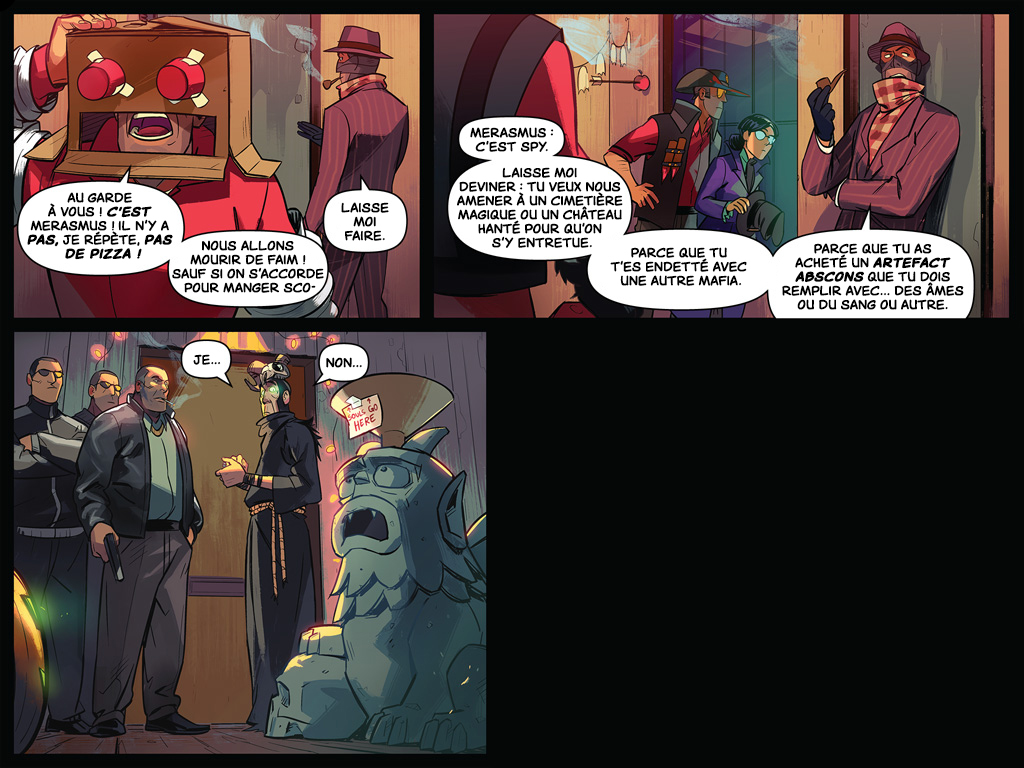 AU GARDE
À VOUS ! C'EST
MERASMUS ! IL N'Y A
PAS, JE RÉPÈTE, PAS
DE PIZZA !
NOUS ALLONS
MOURIR DE FAIM !
SAUF SI ON S'ACCORDE
POUR MANGER SCO-
LAISSE
MOI
FAIRE.
MERASMUS :
C'EST SPY.
LAISSE MOI
DEVINER : TU VEUX NOUS
AMENER À UN CIMETIÈRE
MAGIQUE OU UN CHÂTEAU
HANTÉ POUR QU'ON
S'Y ENTRETUE.
PARCE QUE TU
T'ES ENDETTÉ AVEC
UNE AUTRE MAFIA.
PARCE QUE TU AS
ACHETÉ UN ARTEFACT
ABSCONS QUE TU DOIS
REMPLIR AVEC... DES ÂMES
OU DU SANG OU AUTRE.
JE...
NON...
SOULS GO
HERE